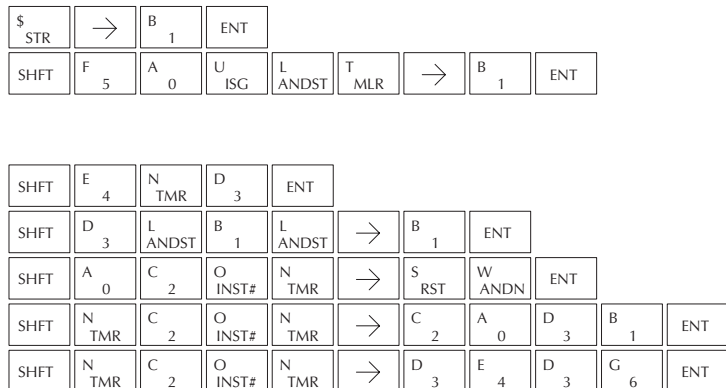 $ STR → B 1 ENT
SHFT F 5 A 0 U ISG L ANDST T MLR → B 1 ENT
SHFT E 4 N TMR D 3 ENT
SHFT D 3 L ANDST B 1 L ANDST → B 1 ENT
SHFT A 0 C 2 O INST# N TMR → S RST W ANDN ENT
SHFT N TMR C 2 O INST# N TMR → C 2 A 0 D 3 B 1 ENT
SHFT N TMR C 2 O INST# N TMR → D 3 E 4 D 3 G 6 ENT